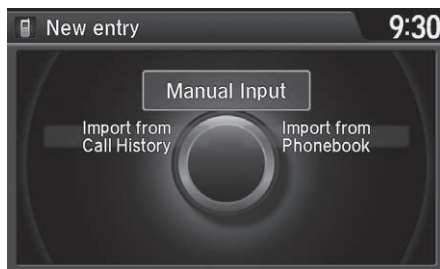 New entry
9:30
Manual Input
Import from
Call History
Import from
Phonebook